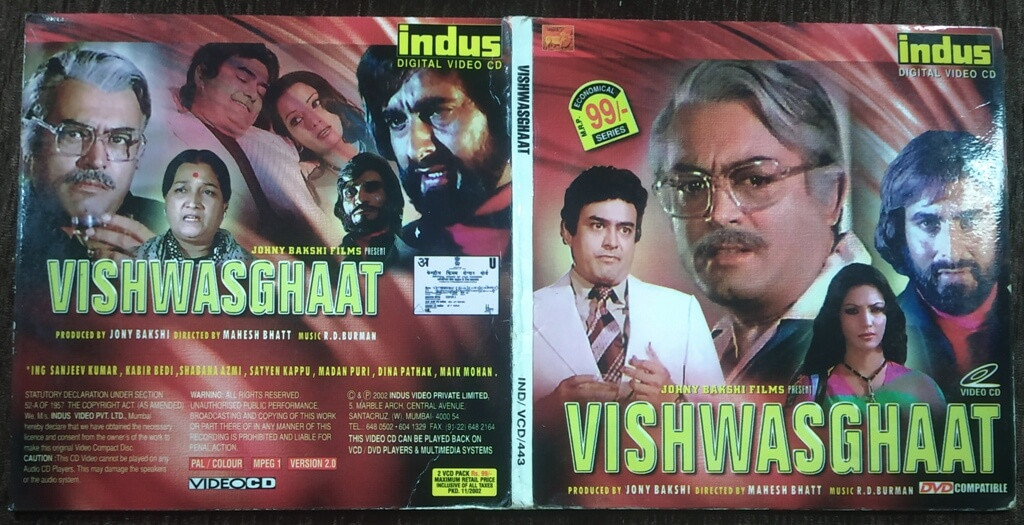 indus
DIGITAL VIDEO CD
JOHNY BAKSHI FILMS PRESENT
VISHWASGHAAT
PRODUCED BY JONY BAKSHI DIRECTED BY MAHESH BHATT MUSIC R.D.BURMAN
अ U
केन्द्रीय फिल्म
*ING SANJEEV KUMAR, KABIR BEDI, SHABANA AZMI, SATYEN KAPPU, MADAN PURI, DINA PATHAK, MAIK MOHAN.
STATUTORY DECLARATION UNDER SECTION
52-A OF 1957. THE COPYRIGHT ACT. (AS AMENDED)
We, M/s. INDUS VIDEO PVT. LTD., Mumbai,
hereby declare that we have obtained the necessary
licence and consent from the owners of the work to
make this original Video Compact Disc.
CAUTION: This CD Video cannot be played on any
Audio CD Players. This may damage the speakers
or the audio system.
WARNING: ALL RIGHTS RESERVED.
UNAUTHORISED PUBLIC PERFORMANCE,
BROADCASTING AND COPYING OF THIS WORK
OR PART THERE OF IN ANY MANNER OF THIS
RECORDING IS PROHIBITED AND LIABLE FOR
PENAL ACTION.
PAL / COLOUR MPEG 1 VERSION 2.0
VIDEOCD
© & ℗ 2002 INDUS VIDEO PRIVATE LIMITED,
5, MARBLE ARCH, CENTRAL AVENUE,
SANTACRUZ (W), MUMBAI 4000 54.
TEL: 648 0502 • 604 1329 FAX: (91-22) 648 2164
THIS VIDEO CD CAN BE PLAYED BACK ON
VCD / DVD PLAYERS & MULTIMEDIA SYSTEMS
2 VCD PACK Rs. 99/-
MAXIMUM RETAIL PRICE
INCLUSIVE OF ALL TAXES
PKD. 11/2002
VISHWASGHAAT
IND/ VCD/443
indus
DIGITAL VIDEO CD
M.R.P. ECONOMICAL
99/-
SERIES
VIDEO CD
JOHNY BAKSHI FILMS PRESENT
VISHWASGHAAT
PRODUCED BY JONY BAKSHI DIRECTED BY MAHESH BHATT MUSIC R.D.BURMAN
DVD COMPATIBLE